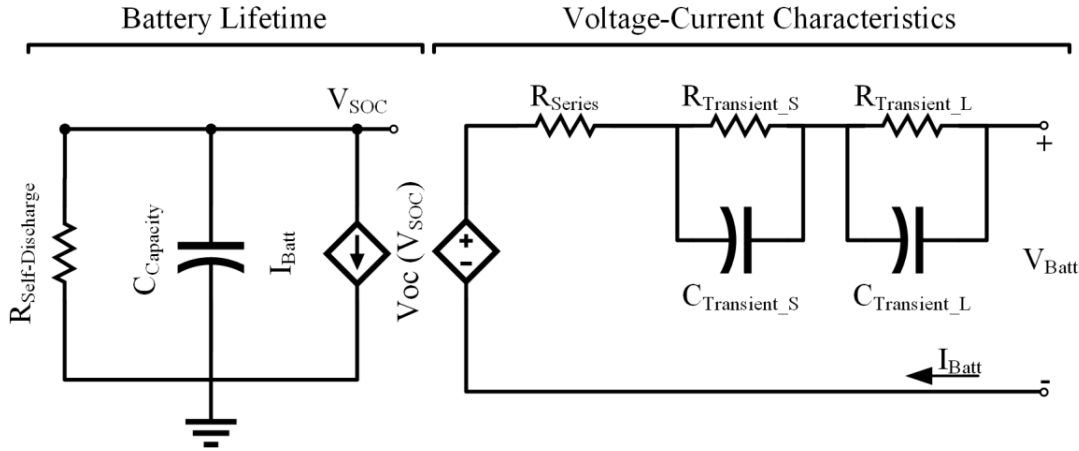 Battery Lifetime
Voltage-Current Characteristics
V_SOC
R_Series
R_Transient_S
R_Transient_L
R_Self-Discharge
C_Capacity
I_Batt
Voc (V_SOC)
+
-
C_Transient_S
C_Transient_L
+
V_Batt
I_Batt
-